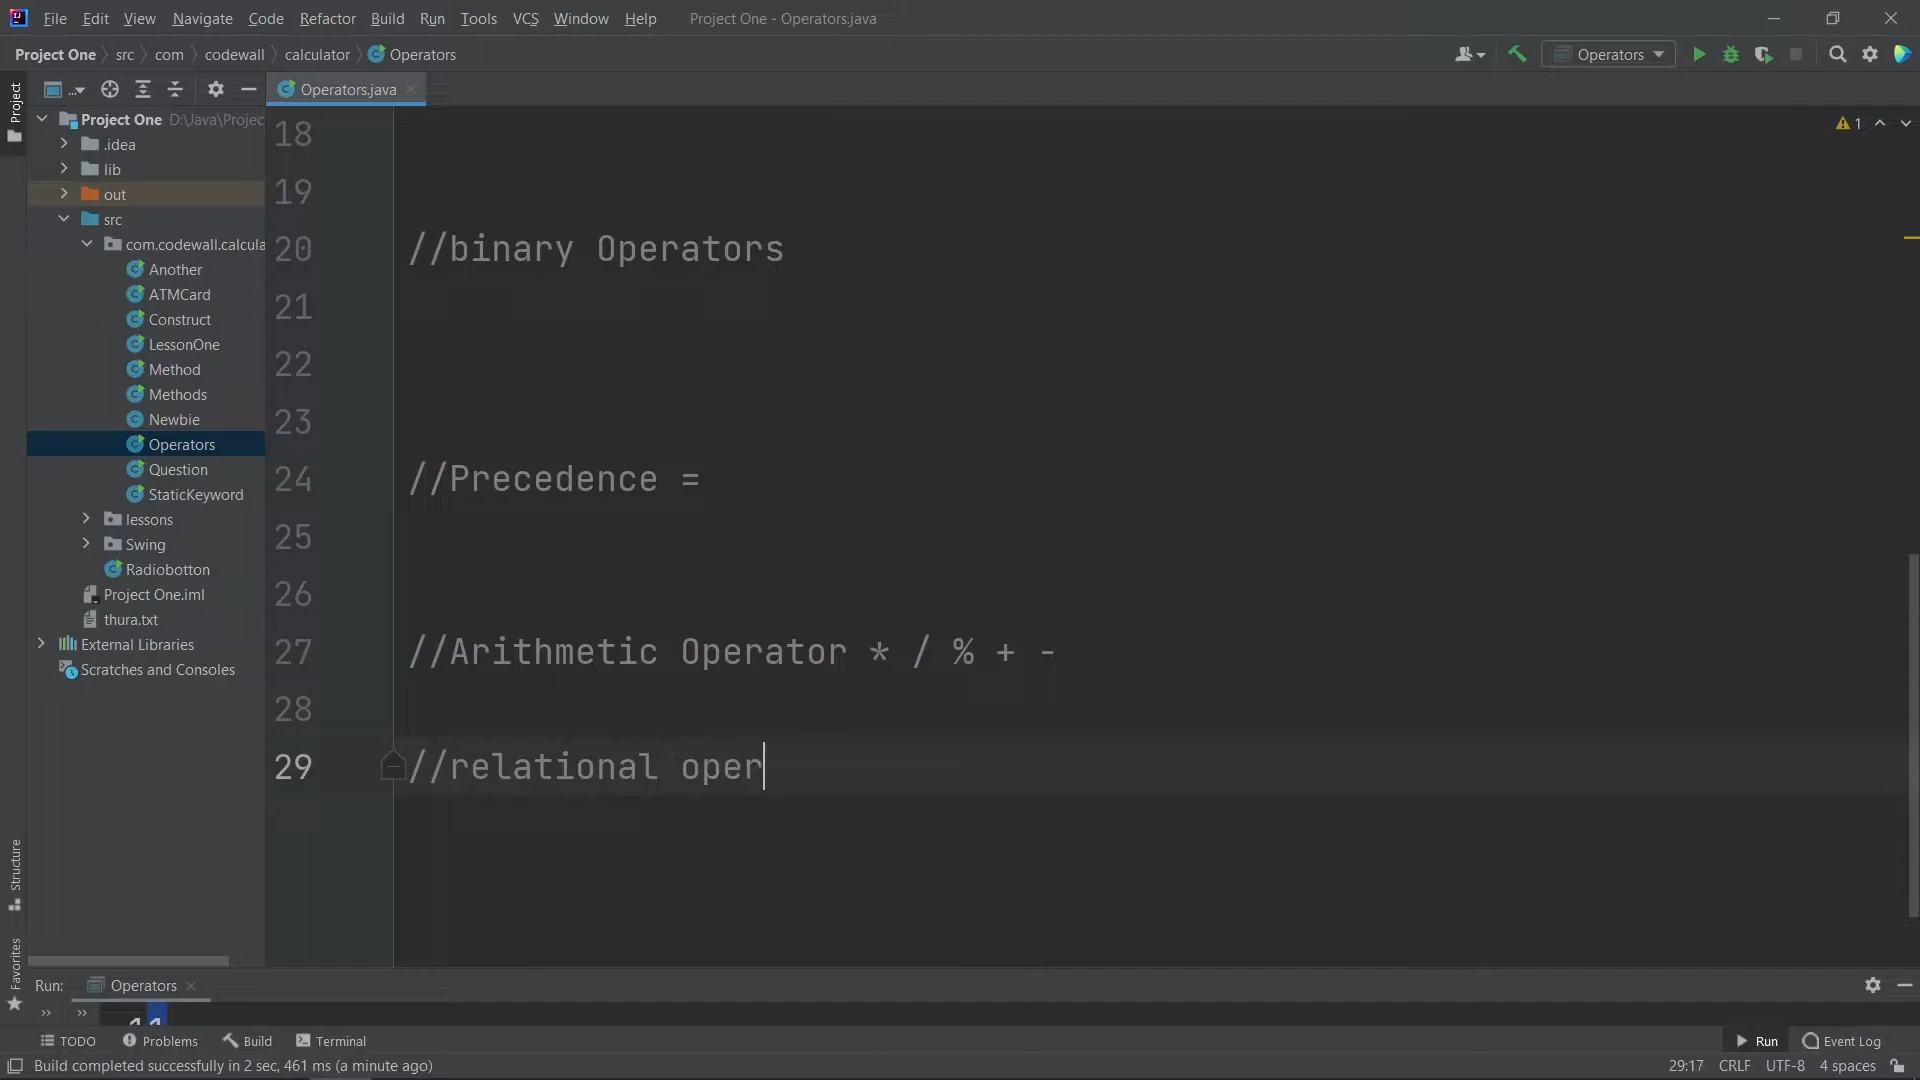 File Edit View Navigate Code Refactor Build Run Tools VCS Window Help Project One - Operators.java
Project One src com codewall calculator Operators
Operators
Project
...
Operators.java
Project One D:\Java\Projec
.idea
lib
out
src
com.codewall.calcula
Another
ATMCard
Construct
LessonOne
Method
Methods
Newbie
Operators
Question
StaticKeyword
lessons
Swing
Radiobotton
Project One.iml
thura.txt
External Libraries
Scratches and Consoles
Structure
Favorites
1
18
19
20 //binary Operators
21
22
23
24 //Precedence =
25
26
27 //Arithmetic Operator * / % + -
28
29 //relational oper
Run: Operators
TODO Problems Build Terminal Run Event Log
Build completed successfully in 2 sec, 461 ms (a minute ago) 29:17 CRLF UTF-8 4 spaces